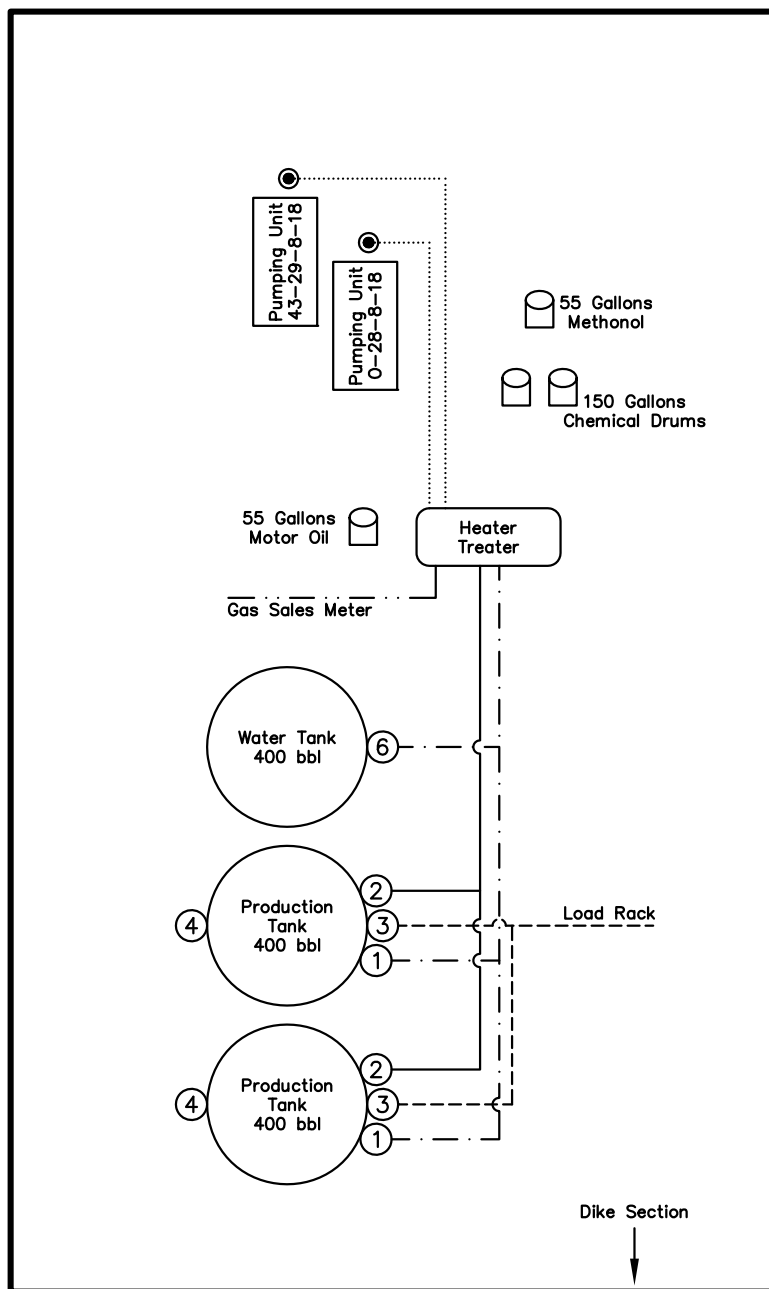 Pumping Unit
43-29-8-18
Pumping Unit
0-28-8-18
55 Gallons
Methonol
150 Gallons
Chemical Drums
55 Gallons
Motor Oil
Heater
Treater
Gas Sales Meter
Water Tank
400 bbl
6
2
Production
Tank
400 bbl
4
3
Load Rack
1
2
Production
Tank
400 bbl
4
3
1
Dike Section